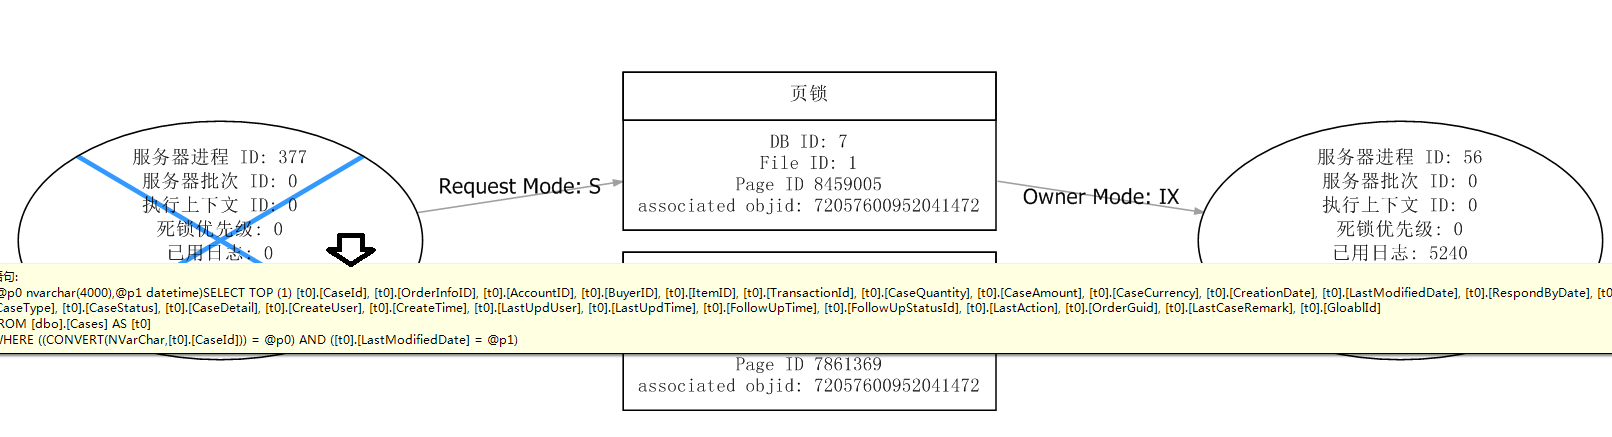 页锁
DB ID: 7
File ID: 1
Page ID 8459005
associated objid: 72057600952041472
服务器进程 ID: 377
服务器批次 ID: 0
执行上下文 ID: 0
死锁优先级: 0
已用日志: 0
Request Mode: S
Owner Mode: IX
服务器进程 ID: 56
服务器批次 ID: 0
执行上下文 ID: 0
死锁优先级: 0
已用日志: 5240
语句:
@p0 nvarchar(4000),@p1 datetime)SELECT TOP (1) [t0].[CaseId], [t0].[OrderInfoID], [t0].[AccountID], [t0].[BuyerID], [t0].[ItemID], [t0].[TransactionId], [t0].[CaseQuantity], [t0].[CaseAmount], [t0].[CaseCurrency], [t0].[CreationDate], [t0].[LastModifiedDate], [t0].[RespondByDate], [t0
CaseType], [t0].[CaseStatus], [t0].[CaseDetail], [t0].[CreateUser], [t0].[CreateTime], [t0].[LastUpdUser], [t0].[LastUpdTime], [t0].[FollowUpTime], [t0].[FollowUpStatusId], [t0].[LastAction], [t0].[OrderGuid], [t0].[LastCaseRemark], [t0].[GloablId]
ROM [dbo].[Cases] AS [t0]
WHERE ((CONVERT(NVarChar,[t0].[CaseId])) = @p0) AND ([t0].[LastModifiedDate] = @p1)
Page ID 7861369
associated objid: 72057600952041472